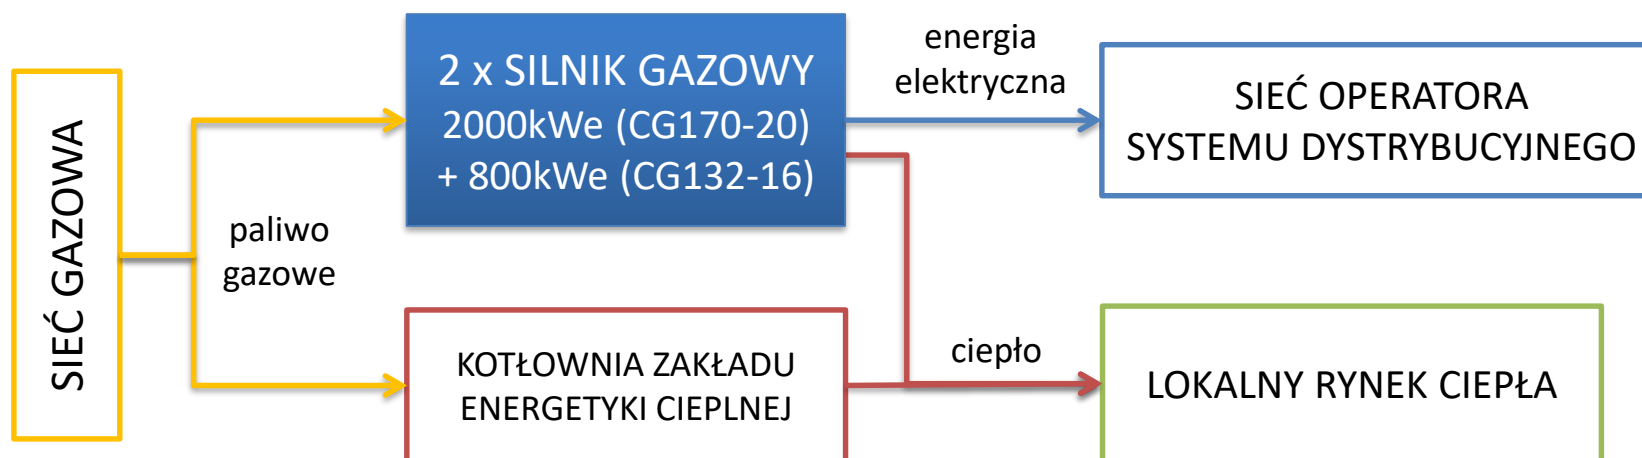 SIEĆ GAZOWA
paliwo
gazowe
2 x SILNIK GAZOWY
2000kWe (CG170-20)
+ 800kWe (CG132-16)
energia
elektryczna
SIEĆ OPERATORA
SYSTEMU DYSTRYBUCYJNEGO
KOTŁOWNIA ZAKŁADU
ENERGETYKI CIEPLNEJ
ciepło
LOKALNY RYNEK CIEPŁA